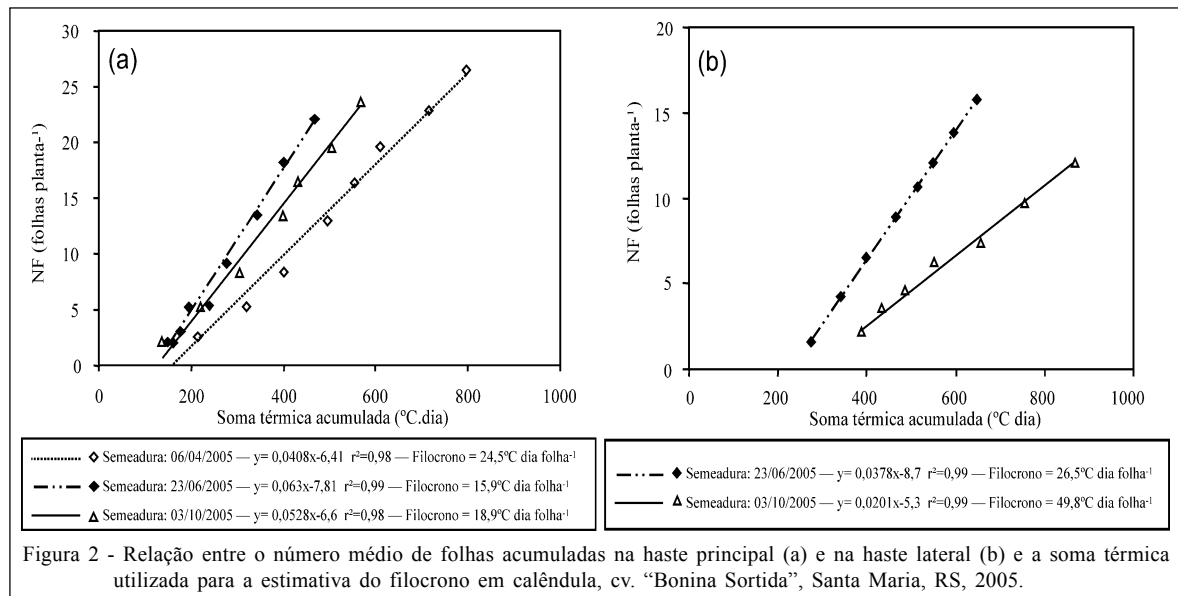 (a)
30
25
20
15
10
5
0
NF (folhas planta-¹)
0 200 400 600 800 1000
Soma térmica acumulada (ºC.dia)
(b)
20
15
10
5
0
NF (folhas planta-¹)
0 200 400 600 800 1000
Soma térmica acumulada (ºC dia)
Semeadura: 06/04/2005 — y= 0,0408x-6,41 r²=0,98 — Filocrono = 24,5ºC dia folha-¹
Semeadura: 23/06/2005 — y= 0,063x-7,81 r²=0,99 — Filocrono = 15,9ºC dia folha-¹
Semeadura: 03/10/2005 — y= 0,0528x-6,6 r²=0,98 — Filocrono = 18,9ºC dia folha-¹
Semeadura: 23/06/2005 — y= 0,0378x-8,7 r²=0,99 — Filocrono = 26,5ºC dia folha-¹
Semeadura: 03/10/2005 — y= 0,0201x-5,3 r²=0,99 — Filocrono = 49,8ºC dia folha-¹
Figura 2 - Relação entre o número médio de folhas acumuladas na haste principal (a) e na haste lateral (b) e a soma térmica
utilizada para a estimativa do filocrono em calêndula, cv. “Bonina Sortida”, Santa Maria, RS, 2005.